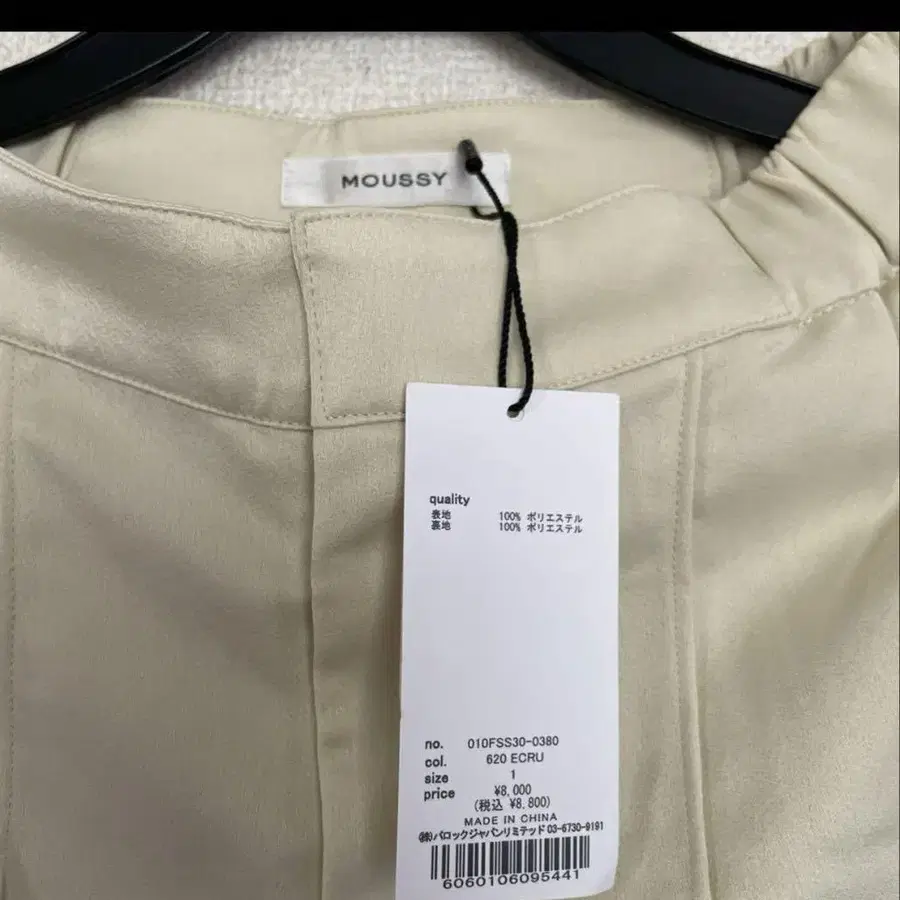 MOUSSY
quality
表地 100% ポリエステル
裏地 100% ポリエステル
no. 010FSS30-0380
col. 620 ECRU
size 1
price ¥8,000
(税込 ¥8,800)
MADE IN CHINA
(株)バロックジャパンリミテッド 03-6730-9191
6060106095441